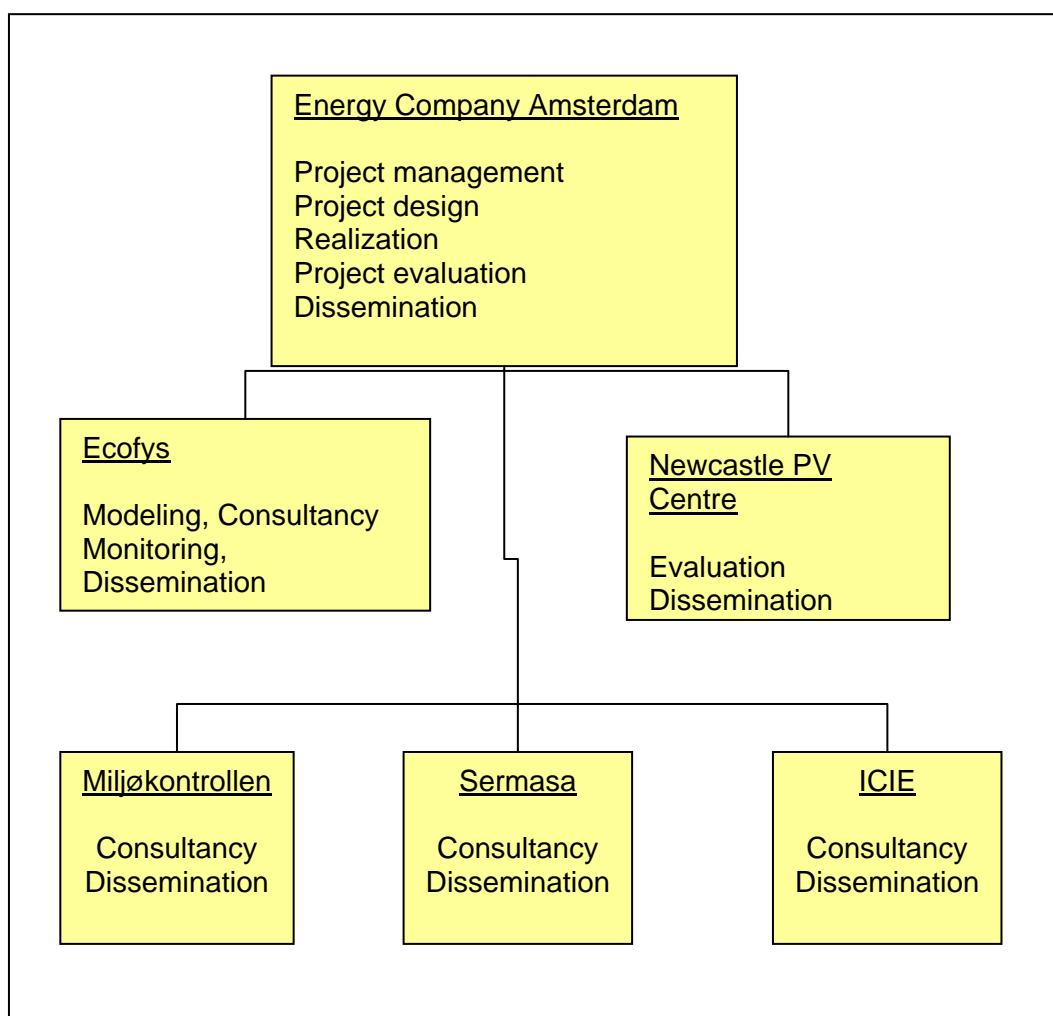 Energy Company Amsterdam
Project management
Project design
Realization
Project evaluation
Dissemination
Ecofys
Modeling, Consultancy
Monitoring,
Dissemination
Newcastle PV
Centre
Evaluation
Dissemination
Miljøkontrollen
Consultancy
Dissemination
Sermasa
Consultancy
Dissemination
ICIE
Consultancy
Dissemination